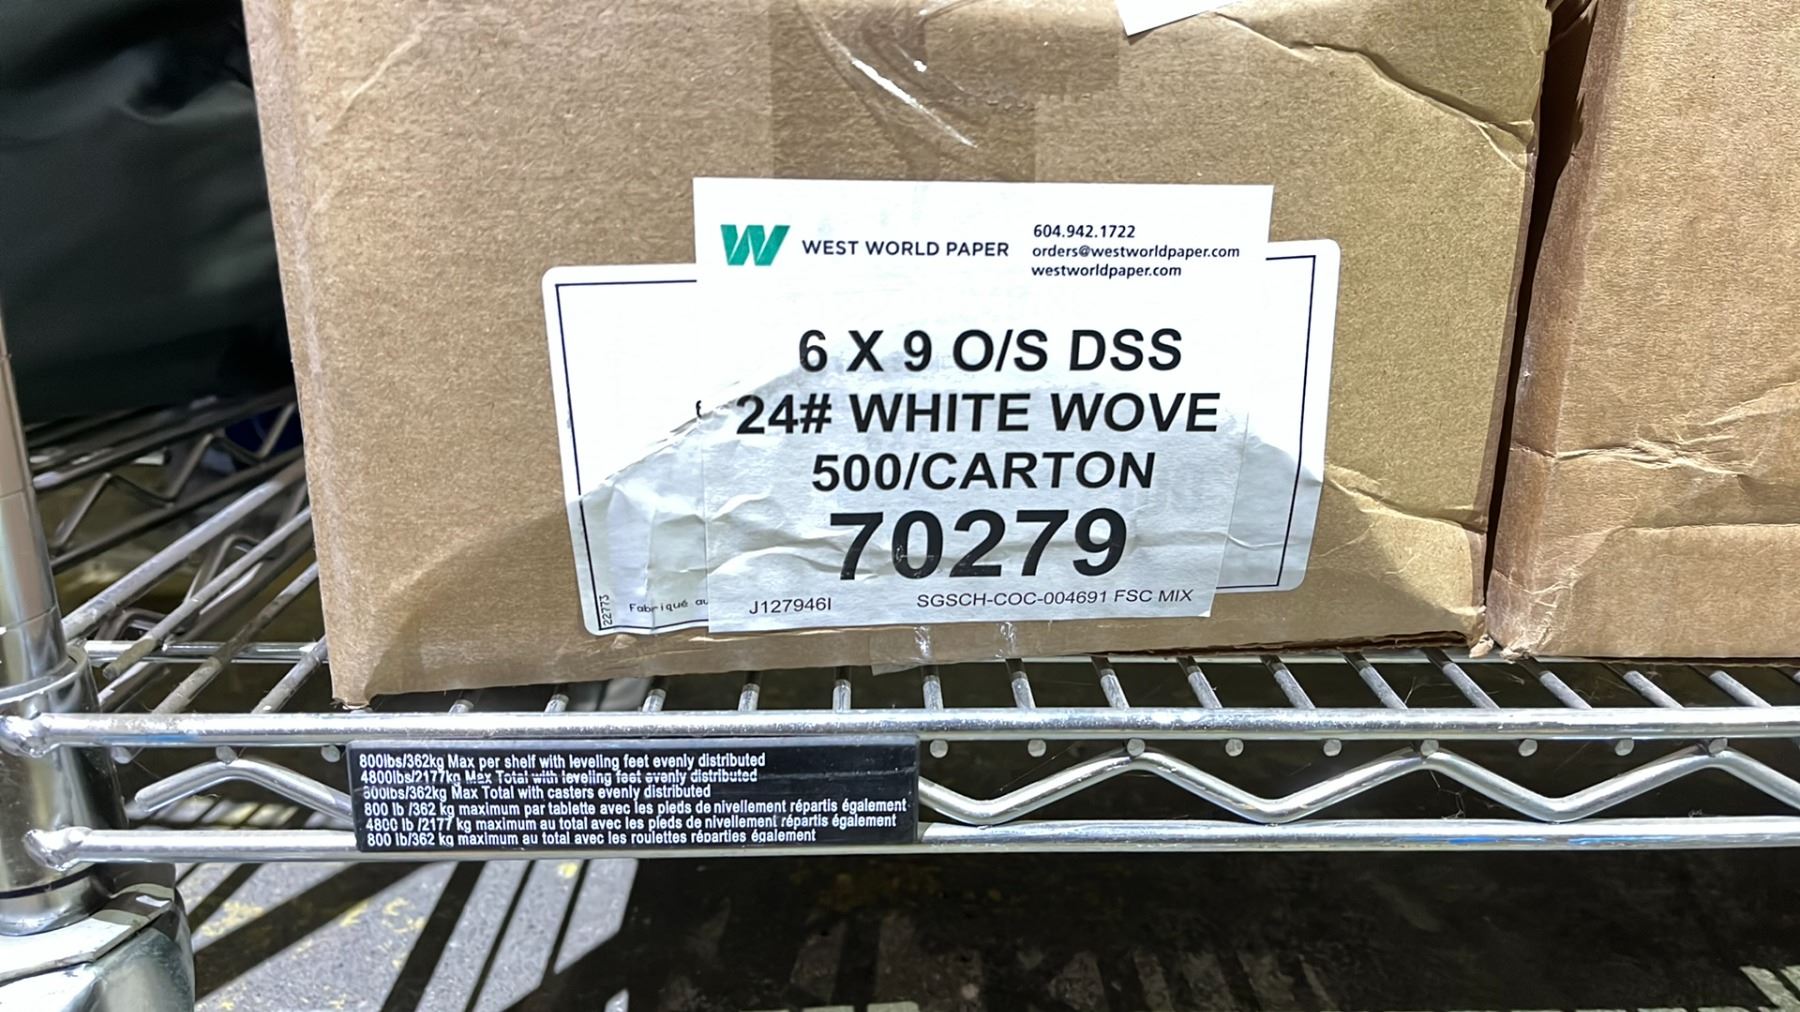 W WEST WORLD PAPER
604.942.1722
orders@westworldpaper.com
westworldpaper.com
6 X 9 O/S DSS
24# WHITE WOVE
500/CARTON
70279
J127946I
SGSCH-COC-004691 FSC MIX
22773
Fabriqué au
800lbs/362kg Max per shelf with leveling feet evenly distributed
4800lbs/2177kg Max Total with leveling feet evenly distributed
800lbs/362kg Max Total with casters evenly distributed
800 lb /362 kg maximum par tablette avec les pieds de nivellement répartis également
4800 lb /2177 kg maximum au total avec les pieds de nivellement répartis également
800 lb/362 kg maximum au total avec les roulettes réparties également